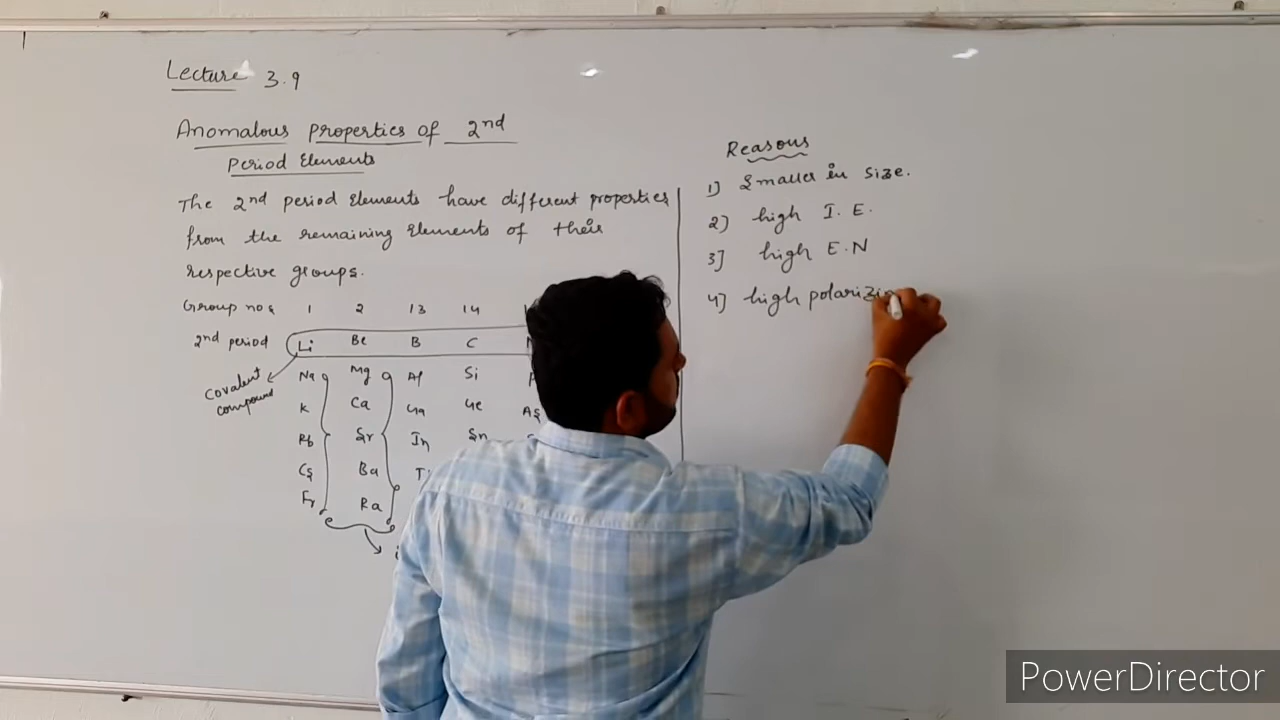 Lecture 3.9
Anomalous Properties of 2nd
Period Elements
The 2nd period Elements have different properties
from the remaining Elements of their
respective groups.
Group nos 1 2 13 14
2nd period Li Be B C
Na Mg Al Si
K Ca Ga Ge As
Rb Sr In Sn
Cs Ba
Fr Ra
Covalent
compound
Reasons
1] Smaller in size.
2] high I. E.
3] high E.N
4] high polarizin
PowerDirector